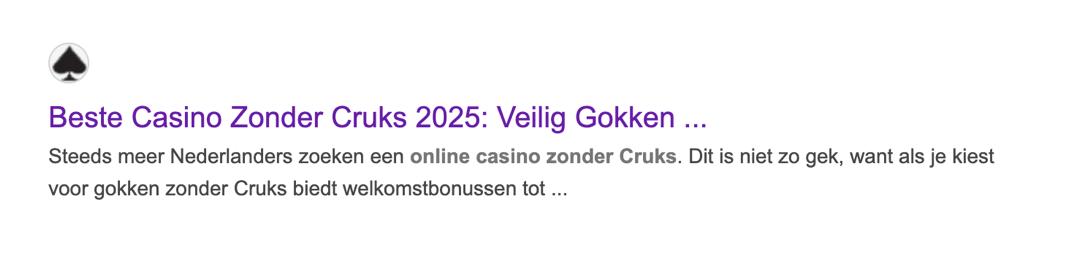 Beste Casino Zonder Cruks 2025: Veilig Gokken ...
Steeds meer Nederlanders zoeken een online casino zonder Cruks. Dit is niet zo gek, want als je kiest
voor gokken zonder Cruks biedt welkomstbonussen tot ...